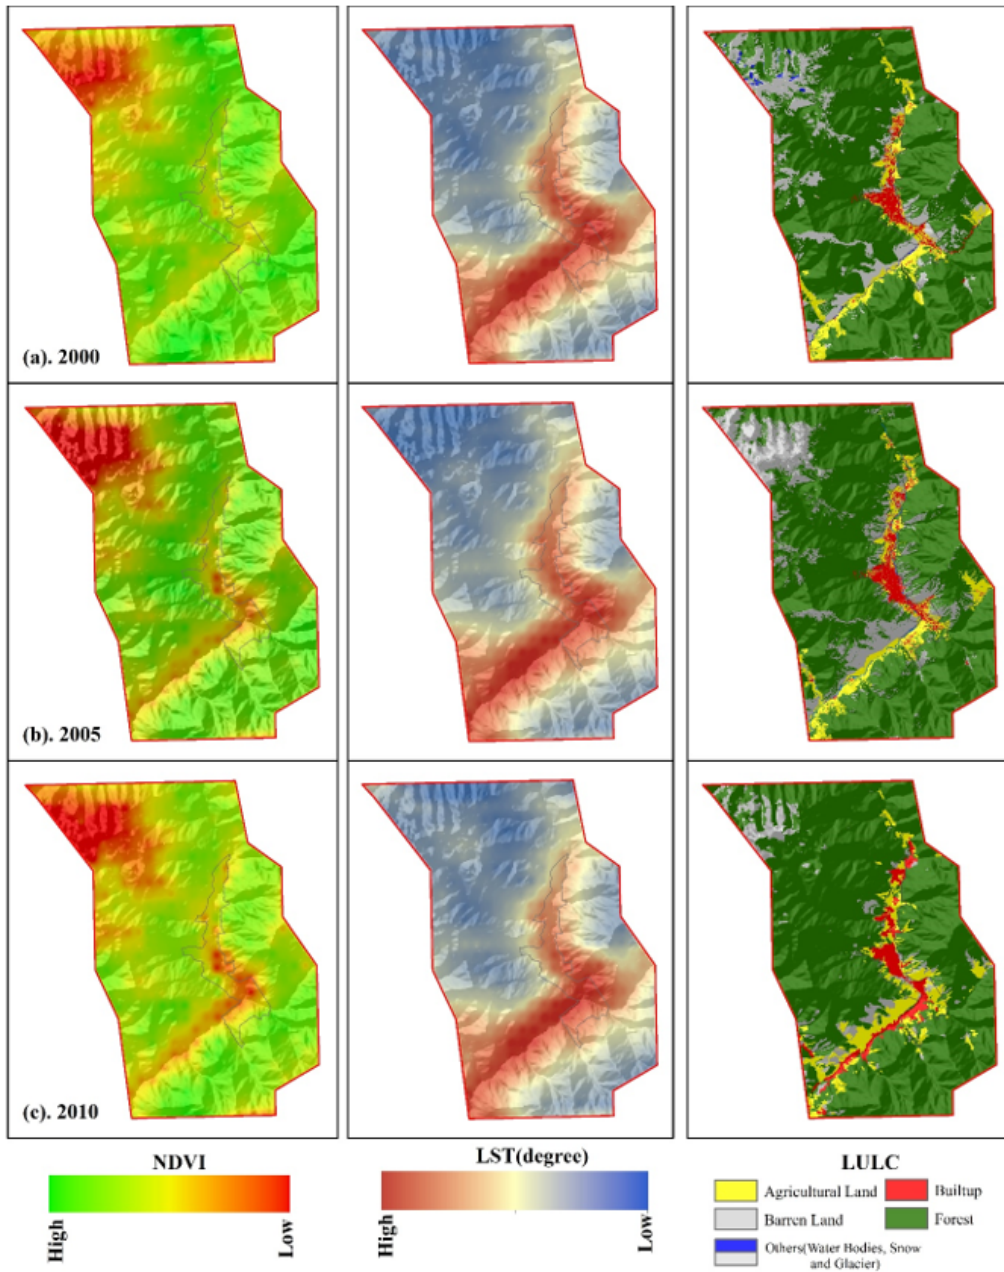 (a). 2000
(b). 2005
(c). 2010
NDVI
High
Low
LST(degree)
High
Low
LULC
Agricultural Land
Builtup
Barren Land
Forest
Others(Water Bodies, Snow
and Glacier)